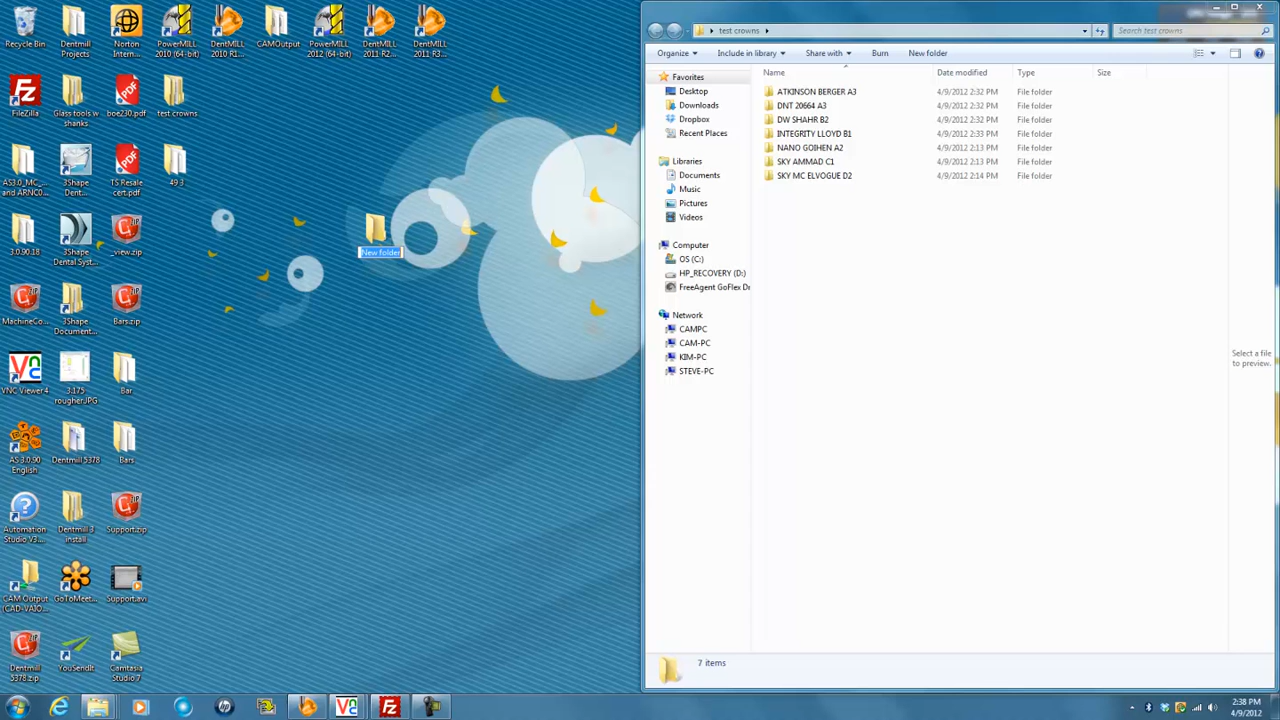 Recycle Bin
Dentmill
Projects
Norton
Intern...
PowerMILL
2010 (64-bit)
DentMILL
2010 R1...
CAMOutput
PowerMILL
2012 (64-bit)
DentMILL
2011 R2...
DentMILL
2011 R3...
FileZilla
Glass tools w
shanks
boe230.pdf
test crowns
AS3.0_MC_...
and ARNC0...
3Shape
Dent...
TS Resale
cert.pdf
49 3
3.0.90.18
3Shape
Dental Syst...
_view.zip
New folder
MachineCo...
3Shape
Document...
Bars.zip
VNC Viewer 4
3.175
rougher.JPG
Bar
AS 3.0.90
English
Dentmill 5378
Bars
Automation
Studio V3....
Dentmill 3
install
Support.zip
CAM Output
(CAD-VAIO...
GoToMeet...
Support.avi
Dentmill
5378.zip
YouSendIt
Camtasia
Studio 7
test crowns
Search test crowns
Organize
Include in library
Share with
Burn
New folder
Favorites
Desktop
Downloads
Dropbox
Recent Places
Libraries
Documents
Music
Pictures
Videos
Computer
OS (C:)
HP_RECOVERY (D:)
FreeAgent GoFlex Dr
Network
CAMPC
CAM-PC
KIM-PC
STEVE-PC
Name Date modified Type Size
ATKINSON BERGER A3 4/9/2012 2:32 PM File folder
DNT 20664 A3 4/9/2012 2:32 PM File folder
DW SHAHR B2 4/9/2012 2:32 PM File folder
INTEGRITY LLOYD B1 4/9/2012 2:33 PM File folder
NANO GOIHEN A2 4/9/2012 2:13 PM File folder
SKY AMMAD C1 4/9/2012 2:13 PM File folder
SKY MC ELVOGUE D2 4/9/2012 2:14 PM File folder
Select a file
to preview.
7 items
2:38 PM
4/9/2012